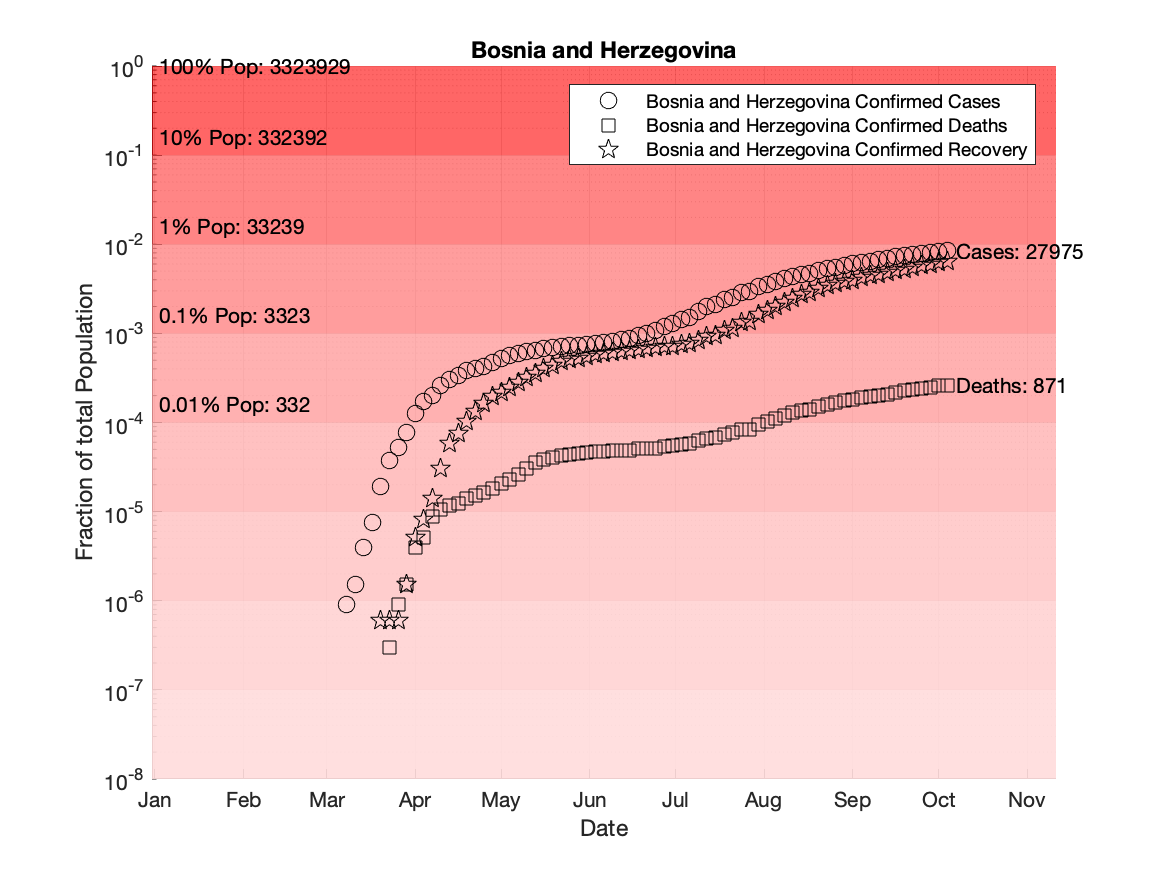 Bosnia and Herzegovina
10^0
100% Pop: 3323929
Bosnia and Herzegovina Confirmed Cases
Bosnia and Herzegovina Confirmed Deaths
Bosnia and Herzegovina Confirmed Recovery
10% Pop: 332392
10^-1
1% Pop: 33239
10^-2
Cases: 27975
0.1% Pop: 3323
10^-3
Deaths: 871
0.01% Pop: 332
10^-4
10^-5
10^-6
10^-7
10^-8
Fraction of total Population
Jan Feb Mar Apr May Jun Jul Aug Sep Oct Nov
Date